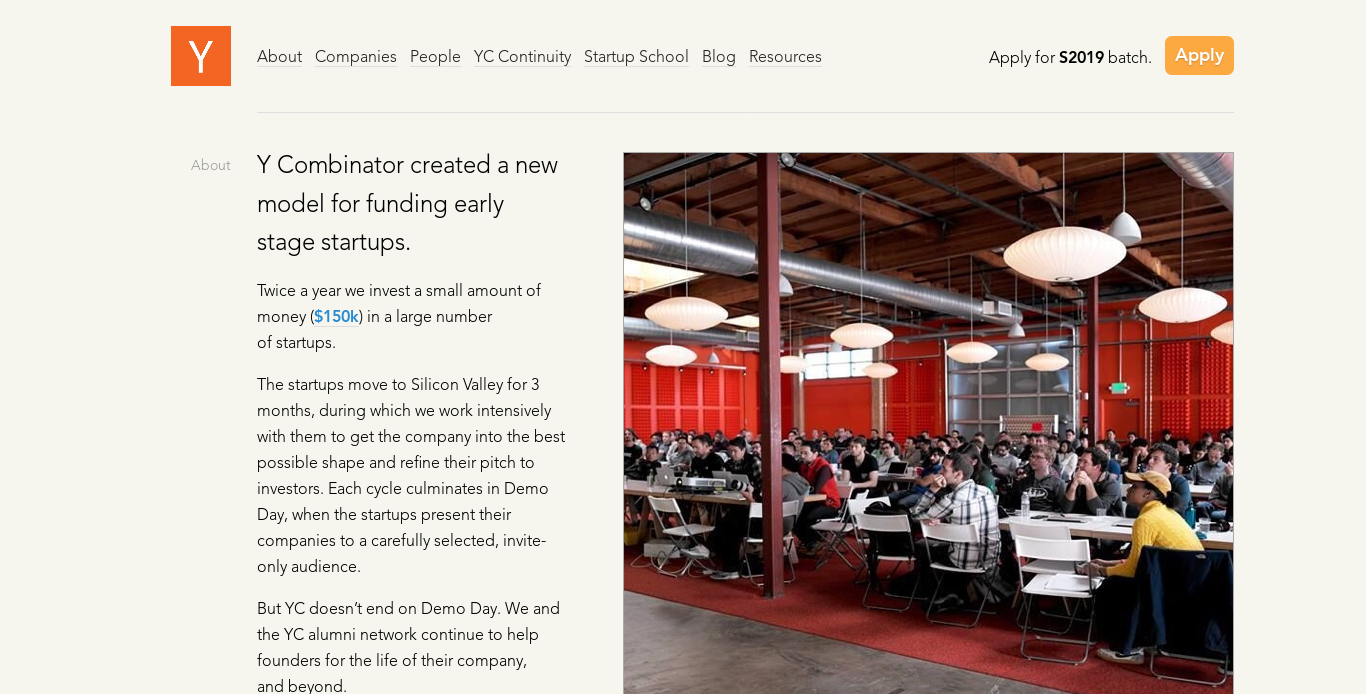 Y
About Companies People YC Continuity Startup School Blog Resources
Apply for S2019 batch. Apply
About
Y Combinator created a new
model for funding early
stage startups.
Twice a year we invest a small amount of
money ($150k) in a large number
of startups.
The startups move to Silicon Valley for 3
months, during which we work intensively
with them to get the company into the best
possible shape and refine their pitch to
investors. Each cycle culminates in Demo
Day, when the startups present their
companies to a carefully selected, invite-
only audience.
But YC doesn’t end on Demo Day. We and
the YC alumni network continue to help
founders for the life of their company,
and beyond.